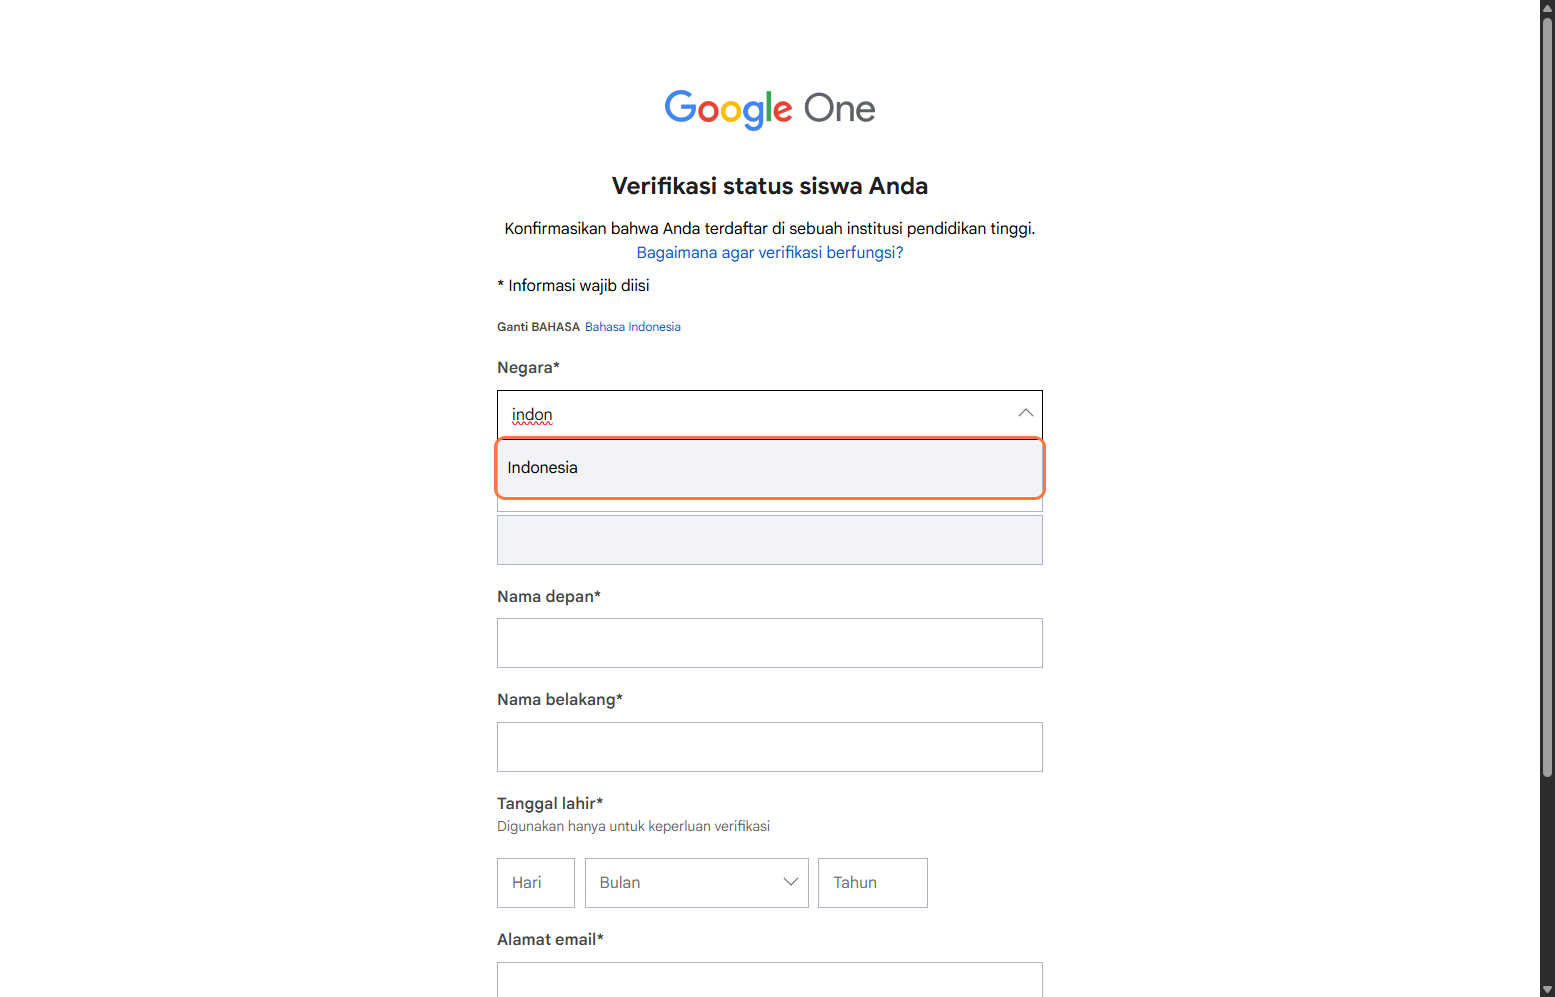 Google One
Verifikasi status siswa Anda
Konfirmasikan bahwa Anda terdaftar di sebuah institusi pendidikan tinggi.
Bagaimana agar verifikasi berfungsi?
* Informasi wajib diisi
Ganti BAHASA Bahasa Indonesia
Negara*
indon
Indonesia
Nama depan*
Nama belakang*
Tanggal lahir*
Digunakan hanya untuk keperluan verifikasi
Hari Bulan Tahun
Alamat email*